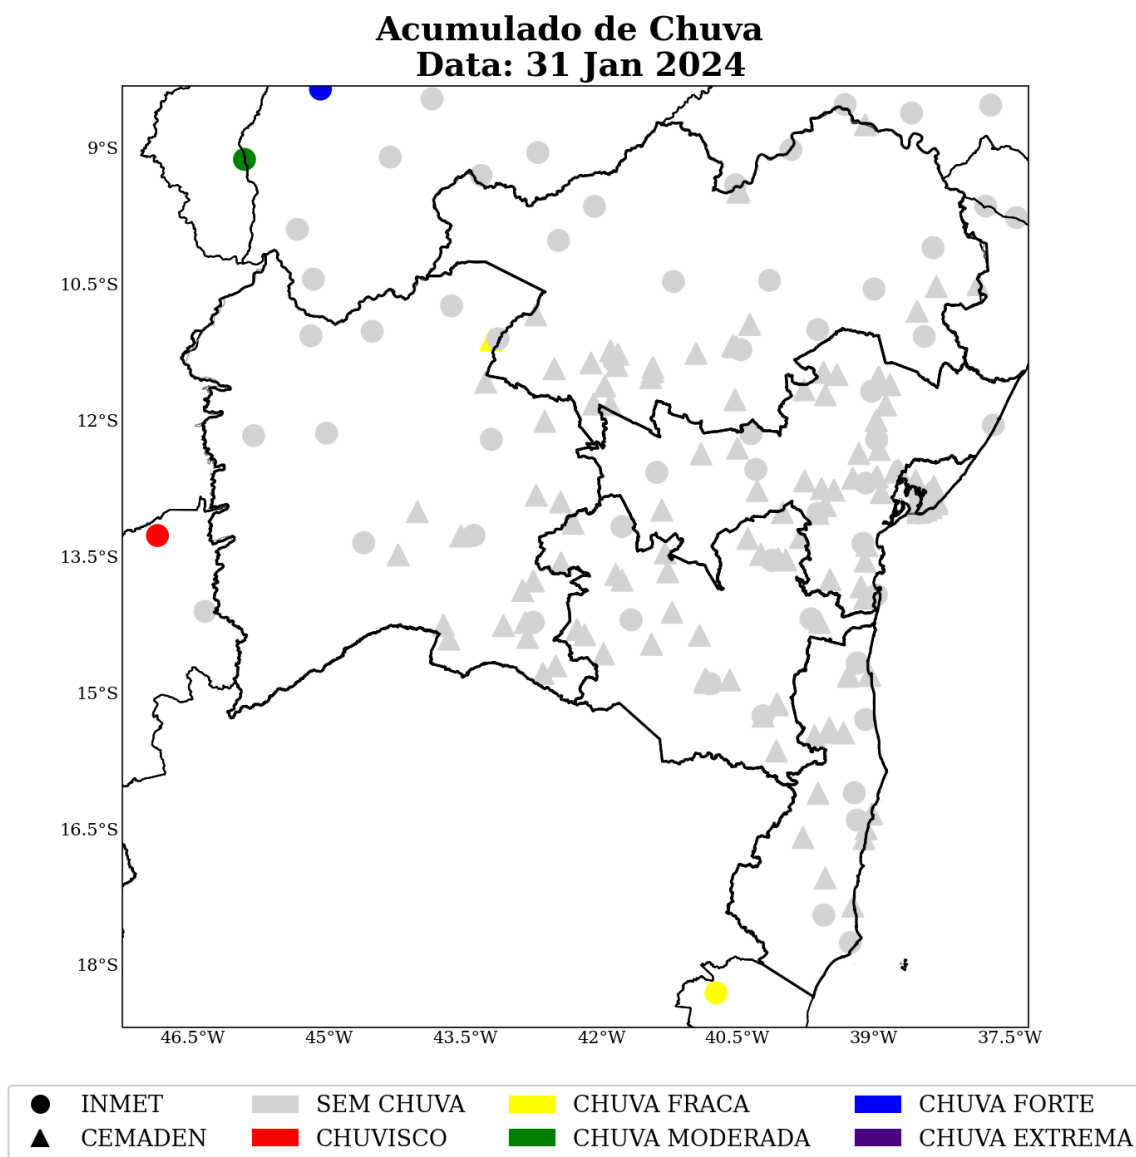 Acumulado de Chuva
Data: 31 Jan 2024
9°S
10.5°S
12°S
13.5°S
15°S
16.5°S
18°S
46.5°W 45°W 43.5°W 42°W 40.5°W 39°W 37.5°W
INMET SEM CHUVA CHUVA FRACA CHUVA FORTE
CEMADEN CHUVISCO CHUVA MODERADA CHUVA EXTREMA